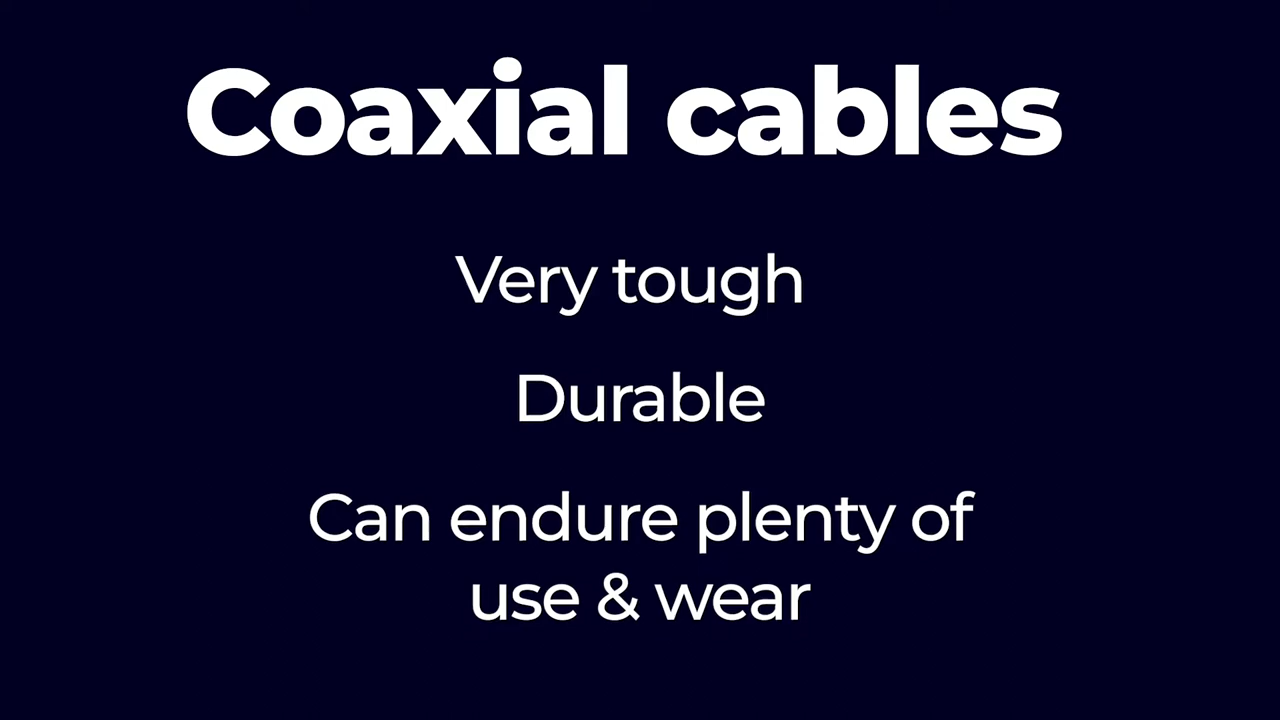 Coaxial cables
Very tough
Durable
Can endure plenty of
use & wear